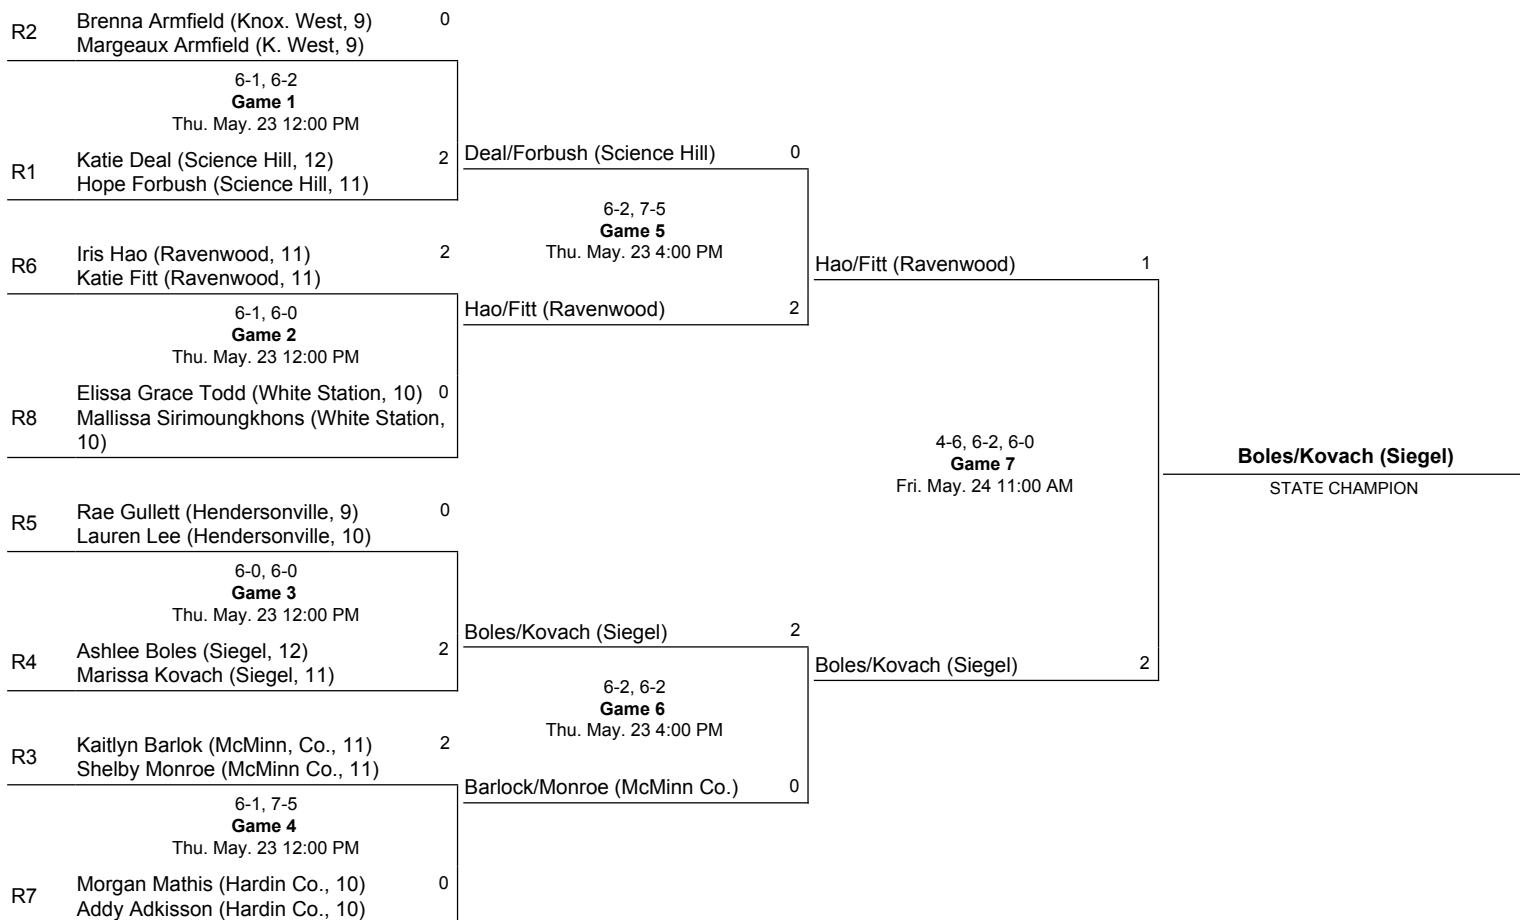 R2
Brenna Armfield (Knox. West, 9) 0
Margeaux Armfield (K. West, 9)
6-1, 6-2
Game 1
Thu. May. 23 12:00 PM
R1
Katie Deal (Science Hill, 12) 2
Hope Forbush (Science Hill, 11)
R6
Iris Hao (Ravenwood, 11) 2
Katie Fitt (Ravenwood, 11)
6-1, 6-0
Game 2
Thu. May. 23 12:00 PM
R8
Elissa Grace Todd (White Station, 10) 0
Mallissa Sirimoungkhons (White Station,
10)
R5
Rae Gullett (Hendersonville, 9) 0
Lauren Lee (Hendersonville, 10)
6-0, 6-0
Game 3
Thu. May. 23 12:00 PM
R4
Ashlee Boles (Siegel, 12) 2
Marissa Kovach (Siegel, 11)
R3
Kaitlyn Barlok (McMinn, Co., 11) 2
Shelby Monroe (McMinn Co., 11)
6-1, 7-5
Game 4
Thu. May. 23 12:00 PM
R7
Morgan Mathis (Hardin Co., 10) 0
Addy Adkisson (Hardin Co., 10)
Deal/Forbush (Science Hill) 0
6-2, 7-5
Game 5
Thu. May. 23 4:00 PM
Hao/Fitt (Ravenwood) 2
Boles/Kovach (Siegel) 2
6-2, 6-2
Game 6
Thu. May. 23 4:00 PM
Barlock/Monroe (McMinn Co.) 0
Hao/Fitt (Ravenwood) 1
4-6, 6-2, 6-0
Game 7
Fri. May. 24 11:00 AM
Boles/Kovach (Siegel) 2
Boles/Kovach (Siegel)
STATE CHAMPION